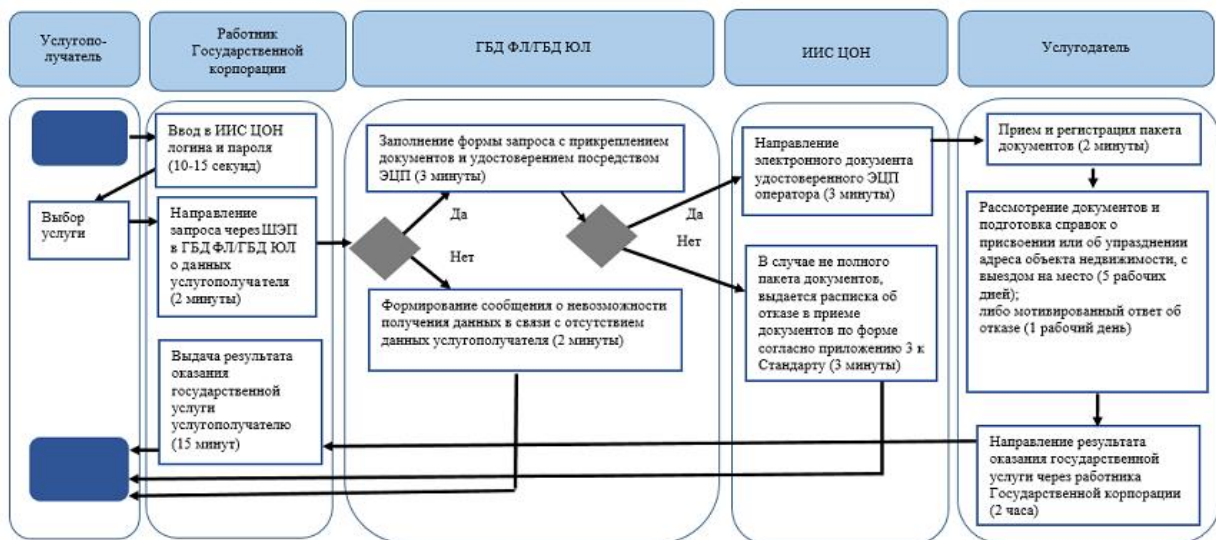 Услугопо-
лучатель
Работник
Государственной
корпорации
ГБД ФЛ/ГБД ЮЛ
ИИС ЦОН
Услугодатель
Ввод в ИИС ЦОН
логина и пароля
(10-15 секунд)
Выбор
услуги
Направление
запроса через ШЭП
в ГБД ФЛ/ГБД ЮЛ
о данных
услугополучателя
(2 минуты)
Выдача результата
оказания
государственной
услуги
услугополучателю
(15 минут)
Заполнение формы запроса с прикреплением
документов и удостоверением посредством
ЭЦП (3 минуты)
Да
Нет
Формирование сообщения о невозможности
получения данных в связи с отсутствием
данных услугополучателя (2 минуты)
Да
Нет
Направление
электронного документа
удостоверенного ЭЦП
оператора (3 минуты)
В случае не полного
пакета документов,
выдается расписка об
отказе в приеме
документов по форме
согласно приложению 3 к
Стандарту (3 минуты)
Прием и регистрация пакета
документов (2 минуты)
Рассмотрение документов и
подготовка справок о
присвоении или об упразднении
адреса объекта недвижимости, с
выездом на место (5 рабочих
дней);
либо мотивированный ответ об
отказе (1 рабочий день)
Направление результата
оказания государственной
услуги через работника
Государственной корпорации
(2 часа)